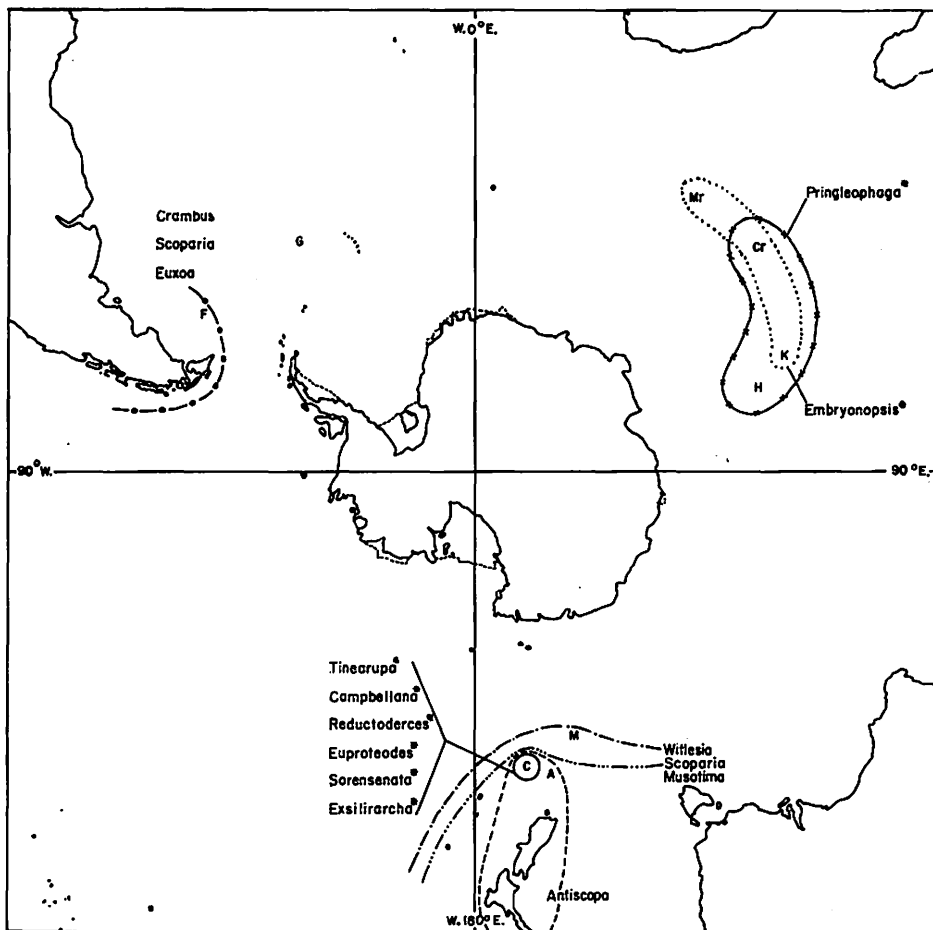 W. 0°E.
Pringleophaga
Mr
Crambus
Scoparia
Euxoa
G
Cr
F
K
H
Embryonopsis
90°W.
90°E.
Tinearupa
Campbellana
Reductoderces
Euproteodes
Sorensenata
Exsilirarcha
M
Witlesia
Scoparia
Musotima
C
A
Antiscopa
W. 180°E.